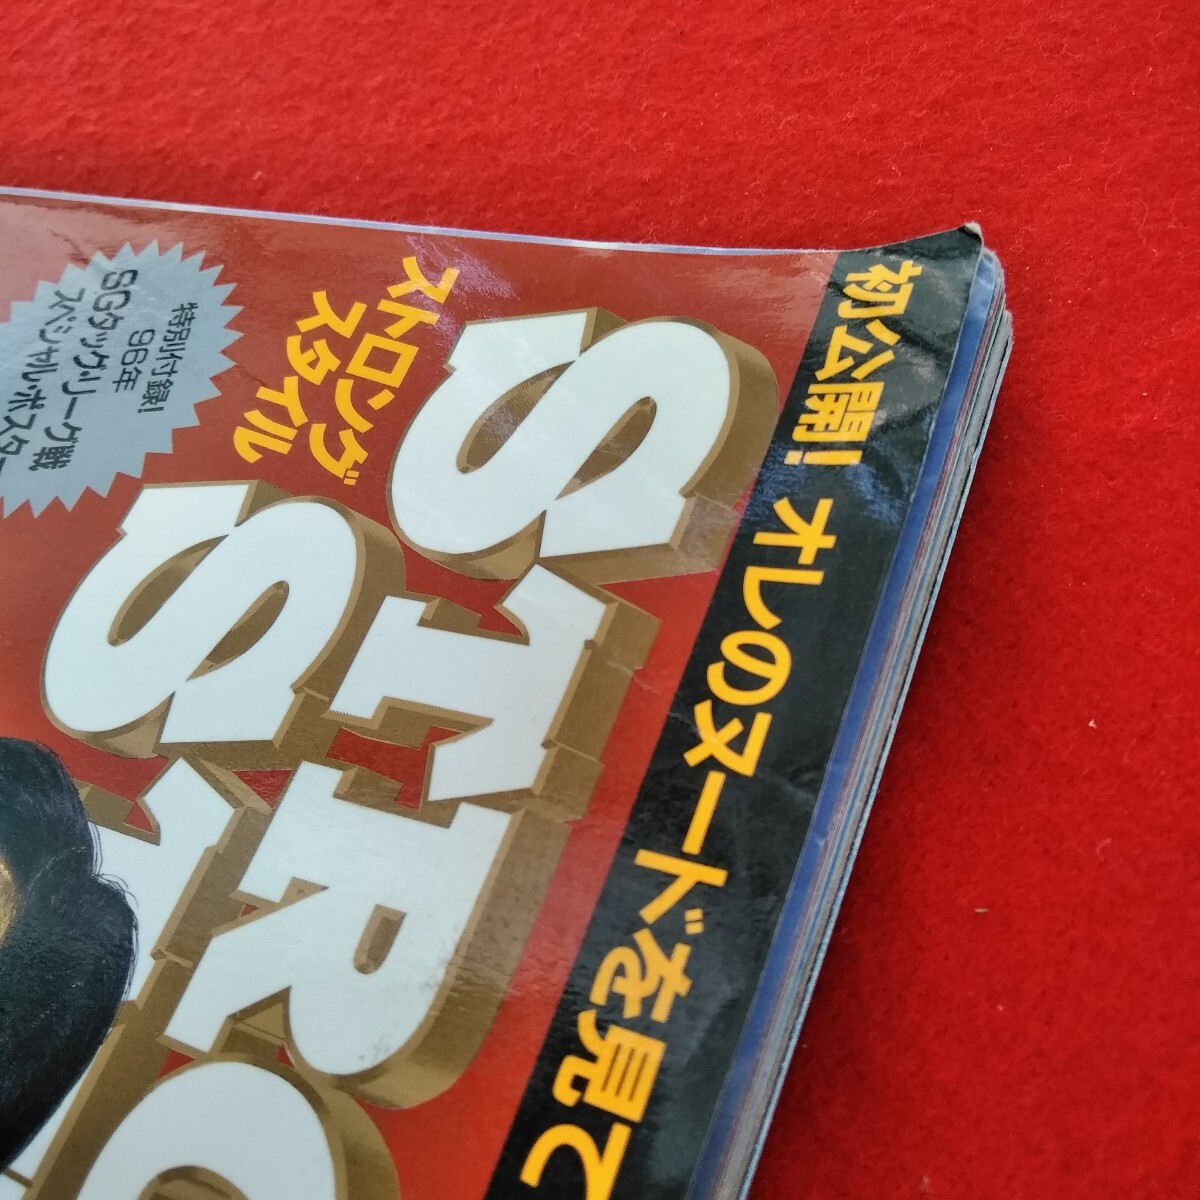 初公開！オレのヌードを見て
STRO
ST
ストロング
スタイル
特別付録！
96年
SGタッグリーグ戦
スペシャルポスター